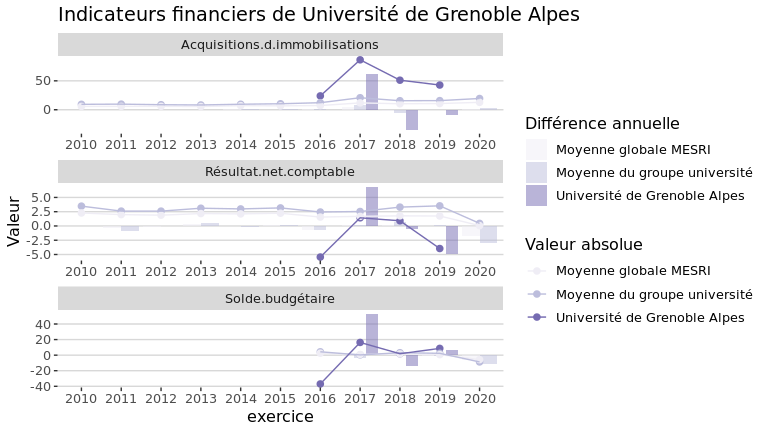 Indicateurs financiers de Université de Grenoble Alpes
Acquisitions.d.immobilisations
50
0
2010 2011 2012 2013 2014 2015 2016 2017 2018 2019 2020
Résultat.net.comptable
5.0
2.5
0.0
-2.5
-5.0
2010 2011 2012 2013 2014 2015 2016 2017 2018 2019 2020
Solde.budgétaire
40
20
0
-20
-40
2010 2011 2012 2013 2014 2015 2016 2017 2018 2019 2020
exercice
Valeur
Différence annuelle
Moyenne globale MESRI
Moyenne du groupe université
Université de Grenoble Alpes
Valeur absolue
Moyenne globale MESRI
Moyenne du groupe université
Université de Grenoble Alpes